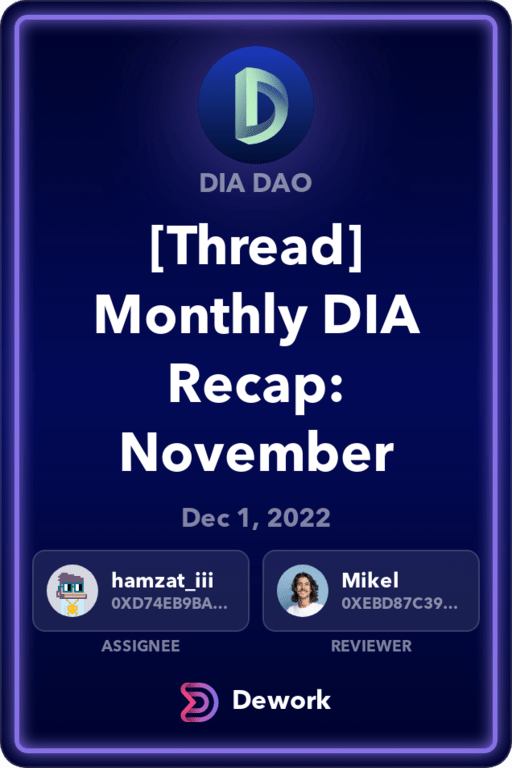 DIA DAO
[Thread]
Monthly DIA
Recap:
November
Dec 1, 2022
hamzat_iii
0XD74EB9BA...
Mikel
0XEBD87C39...
ASSIGNEE
REVIEWER
Dework